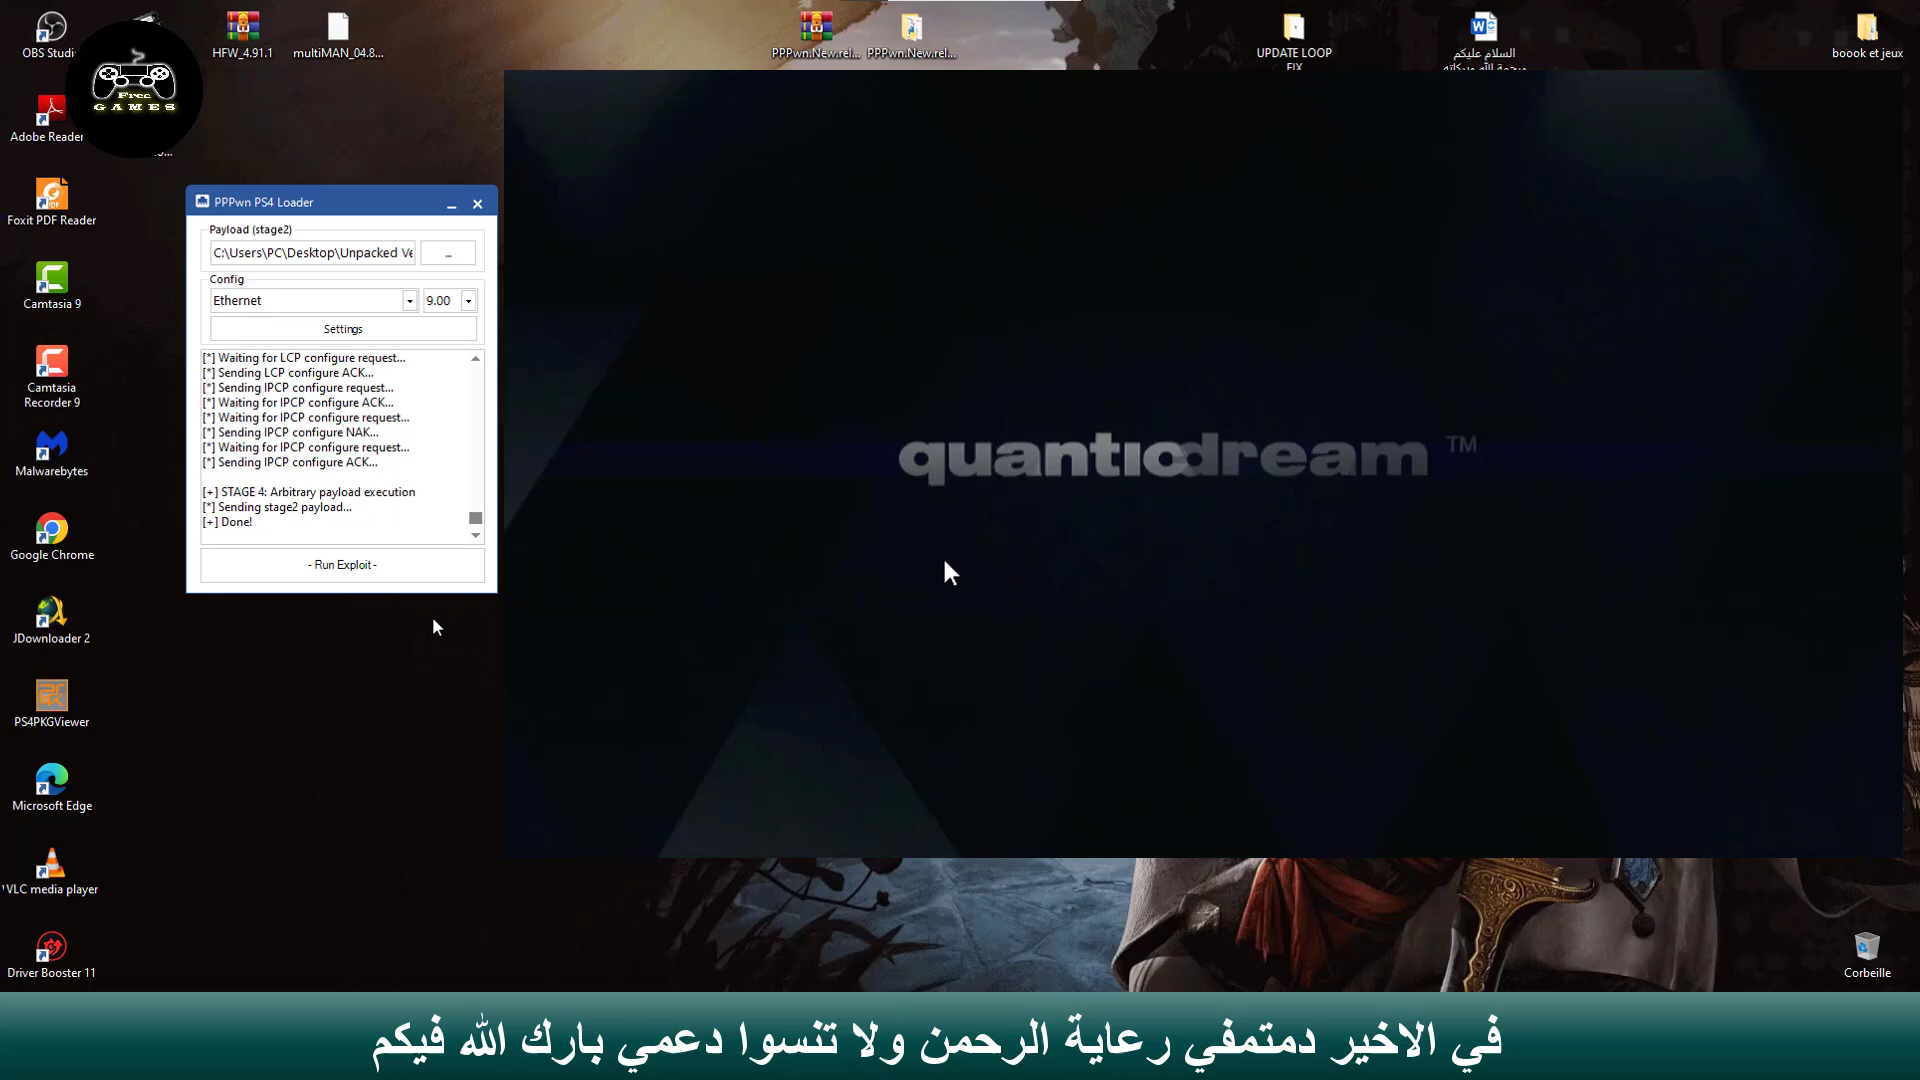 OBS Studi
HFW_4.91.1
multiMAN_04.8...
PPPwn.New.rel...
PPPwn.New.rel...
UPDATE LOOP
FIX
السلام عليكم
ورحمة الله وبركاته
boook et jeux
Free
GAMES
Adobe Reader
Foxit PDF Reader
Camtasia 9
Camtasia
Recorder 9
Malwarebytes
Google Chrome
JDownloader 2
PS4PKGViewer
Microsoft Edge
VLC media player
Driver Booster 11
PPPwn PS4 Loader
Payload (stage2)
C:\Users\PC\Desktop\Unpacked Ve
...
Config
Ethernet
9.00
Settings
[*] Waiting for LCP configure request...
[*] Sending LCP configure ACK...
[*] Sending IPCP configure request...
[*] Waiting for IPCP configure ACK...
[*] Waiting for IPCP configure request...
[*] Sending IPCP configure NAK...
[*] Waiting for IPCP configure request...
[*] Sending IPCP configure ACK...
[+] STAGE 4: Arbitrary payload execution
[*] Sending stage2 payload...
[+] Done!
- Run Exploit -
quanticdream ™
Corbeille
في الاخير دمتمفي رعاية الرحمن ولا تنسوا دعمي بارك الله فيكم